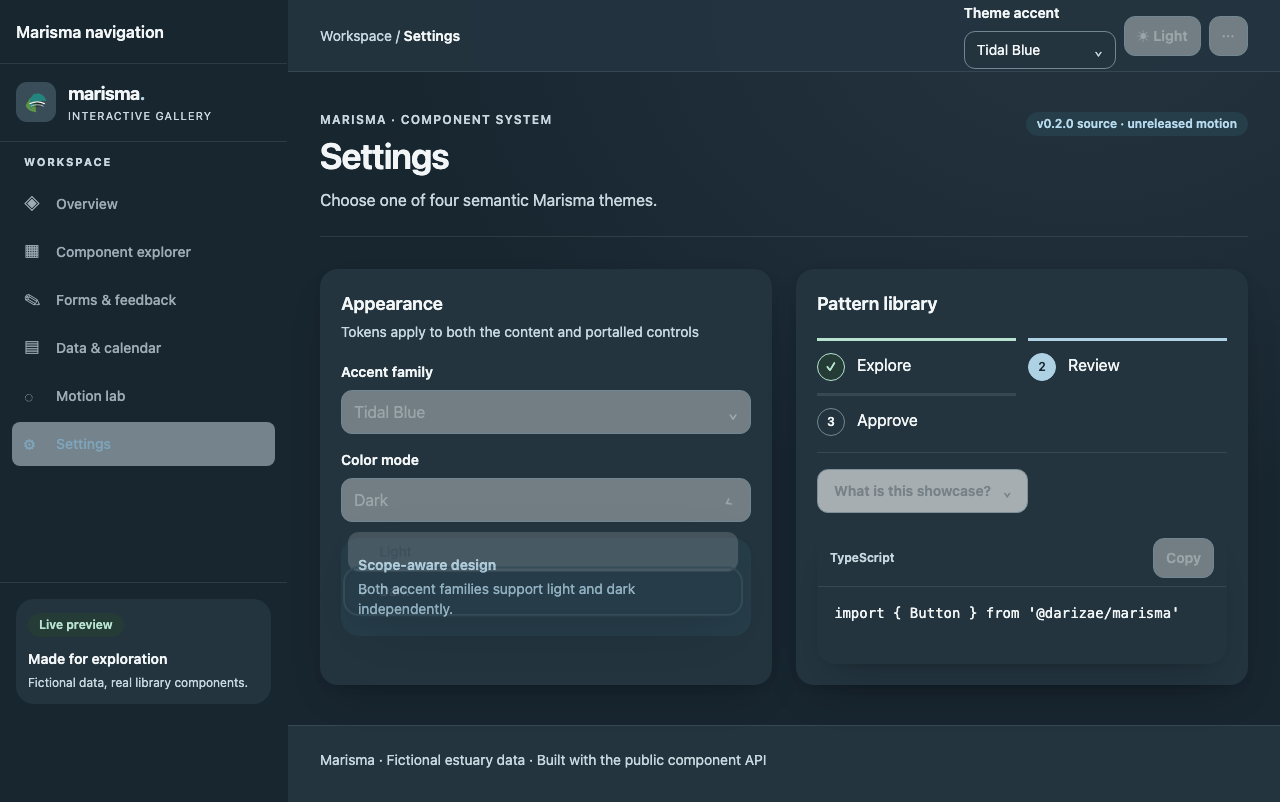 Marisma navigation
marisma.
INTERACTIVE GALLERY
WORKSPACE
Overview
Component explorer
Forms & feedback
Data & calendar
Motion lab
Settings
Live preview
Made for exploration
Fictional data, real library components.
Workspace / Settings
Theme accent
Tidal Blue
Light
...
MARISMA · COMPONENT SYSTEM
v0.2.0 source · unreleased motion
Settings
Choose one of four semantic Marisma themes.
Appearance
Tokens apply to both the content and portalled controls
Accent family
Tidal Blue
Color mode
Dark
Light
Scope-aware design
Both accent families support light and dark
independently.
Pattern library
Explore
2 Review
3 Approve
What is this showcase?
TypeScript
Copy
import { Button } from '@darizae/marisma'
Marisma · Fictional estuary data · Built with the public component API